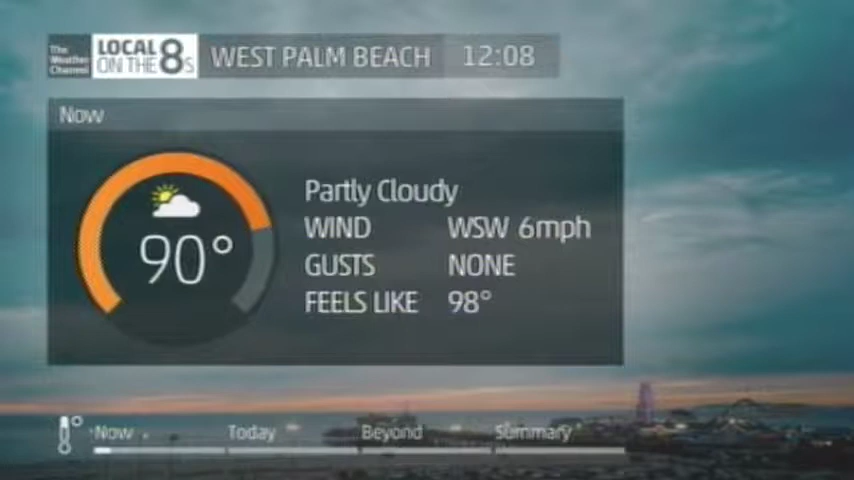 The Weather Channel LOCAL ON THE 8s WEST PALM BEACH 12:08
Now
90°
Partly Cloudy
WIND WSW 6mph
GUSTS NONE
FEELS LIKE 98°
Now Today Beyond Summary